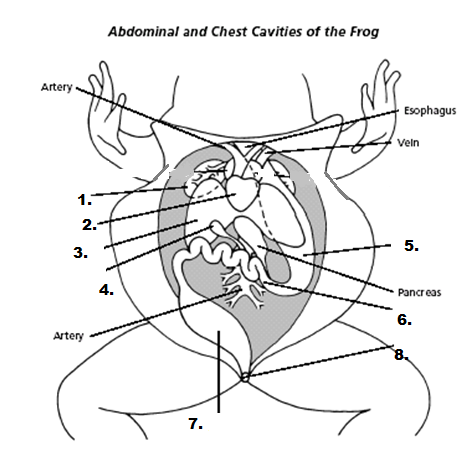 Abdominal and Chest Cavities of the Frog
Artery
Esophagus
Vein
1.
2.
3.
5.
4.
Pancreas
6.
Artery
8.
7.